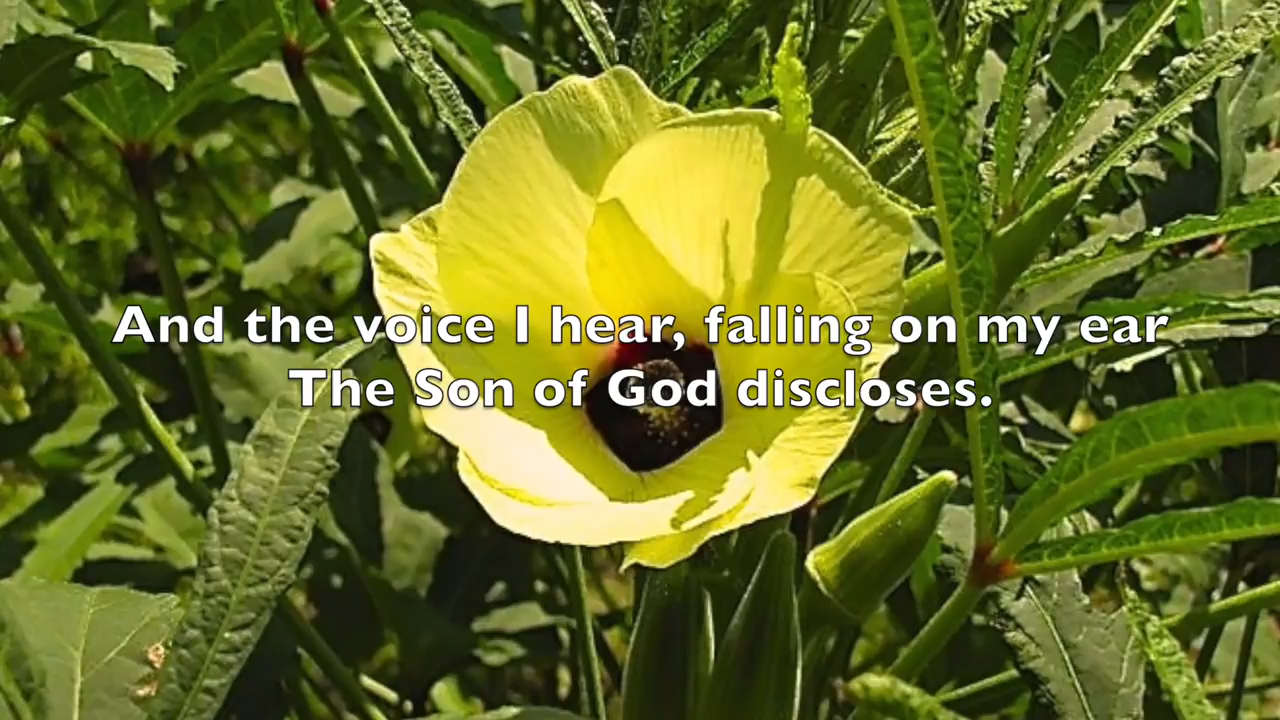 And the voice I hear, falling on my ear
The Son of God discloses.